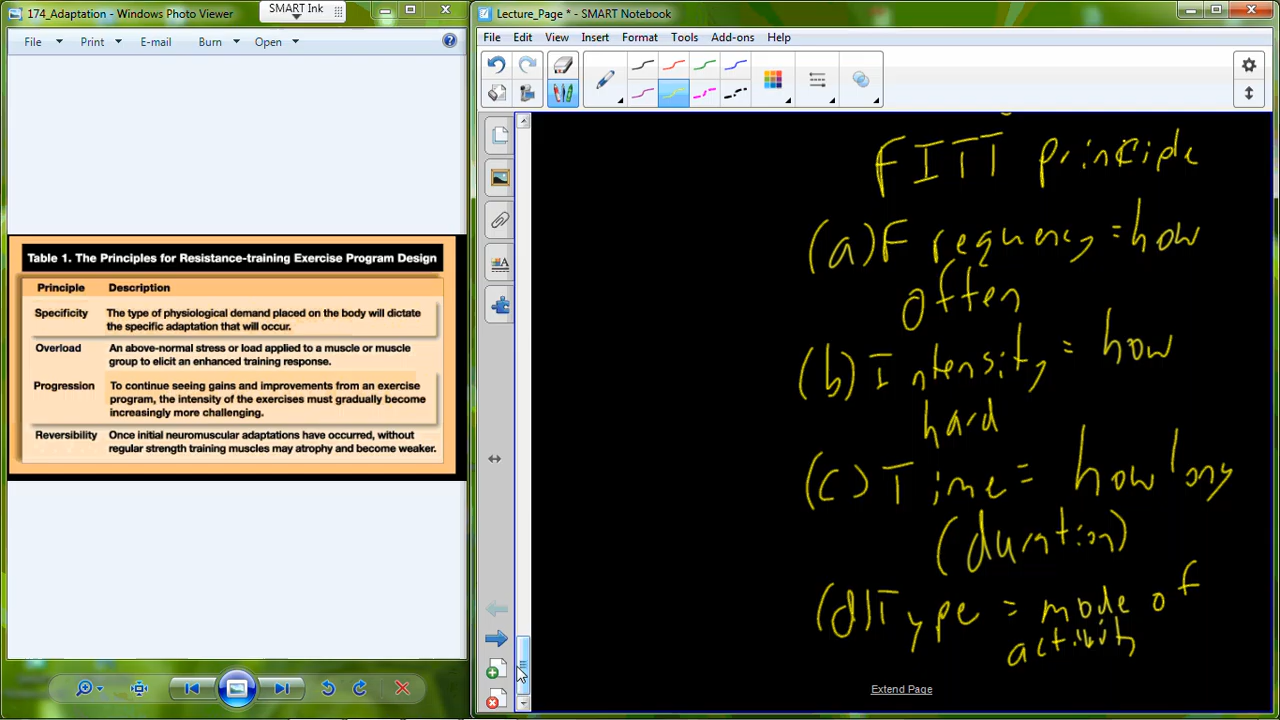 174_Adaptation - Windows Photo Viewer
SMART Ink
File Print E-mail Burn Open
Table 1. The Principles for Resistance-training Exercise Program Design
Principle Description
Specificity The type of physiological demand placed on the body will dictate
the specific adaptation that will occur.
Overload An above-normal stress or load applied to a muscle or muscle
group to elicit an enhanced training response.
Progression To continue seeing gains and improvements from an exercise
program, the intensity of the exercises must gradually become
increasingly more challenging.
Reversibility Once initial neuromuscular adaptations have occurred, without
regular strength training muscles may atrophy and become weaker.
Lecture_Page * - SMART Notebook
File Edit View Insert Format Tools Add-ons Help
FITT principle
(a) Frequency = how
often
(b) Intensity = how
hard
(c) Time = how long
(duration)
(d) Type = mode of
activity
Extend Page